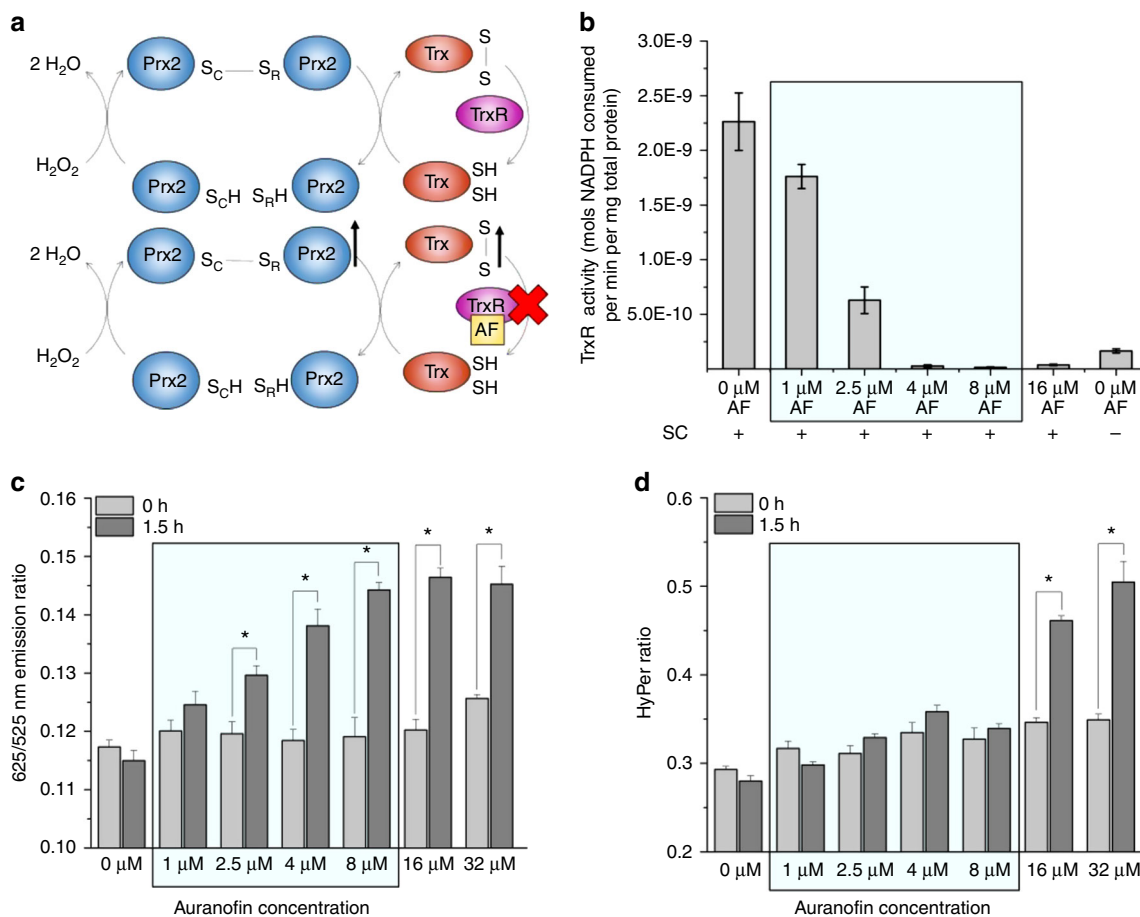 a
2 H2O
Prx2
SC
SR
Prx2
Trx
S
S
TrxR
H2O2
Prx2
SCH
SRH
Prx2
Trx
SH
SH
2 H2O
Prx2
SC
SR
Prx2
Trx
S
S
TrxR
AF
H2O2
Prx2
SCH
SRH
Prx2
Trx
SH
SH
b
TrxR activity (mols NADPH consumed
per min per mg total protein)
3.0E-9
2.5E-9
2.0E-9
1.5E-9
1.0E-9
5.0E-10
0 μM 1 μM 2.5 μM 4 μM 8 μM 16 μM 0 μM
AF AF AF AF AF AF AF
SC + + + + + + −
c
0 h
1.5 h
625/525 nm emission ratio
0.16
0.15
0.14
0.13
0.12
0.11
0.10
* * * * *
0 μM 1 μM 2.5 μM 4 μM 8 μM 16 μM 32 μM
Auranofin concentration
d
0 h
1.5 h
HyPer ratio
0.6
0.5
0.4
0.3
0.2
* *
0 μM 1 μM 2.5 μM 4 μM 8 μM 16 μM 32 μM
Auranofin concentration